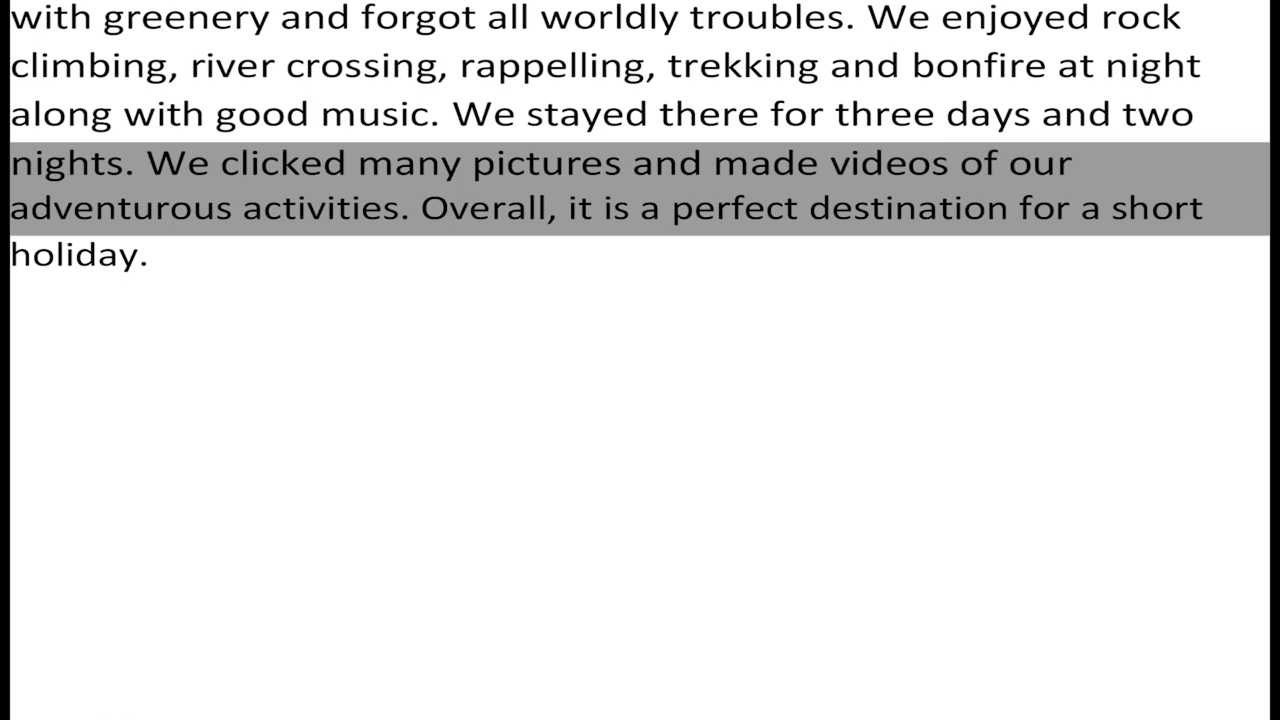 with greenery and forgot all worldly troubles. We enjoyed rock
climbing, river crossing, rappelling, trekking and bonfire at night
along with good music. We stayed there for three days and two
nights. We clicked many pictures and made videos of our
adventurous activities. Overall, it is a perfect destination for a short
holiday.